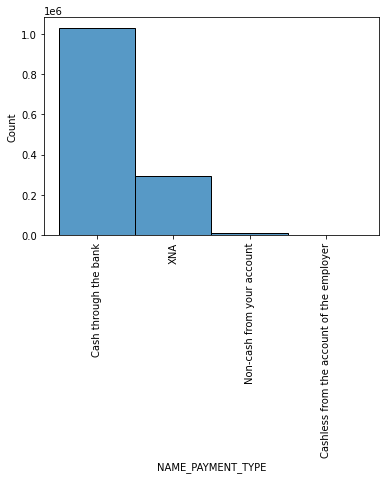 1e6
1.0
0.8
0.6
0.4
0.2
0.0
Count
Cash through the bank
XNA
Non-cash from your account
Cashless from the account of the employer
NAME_PAYMENT_TYPE